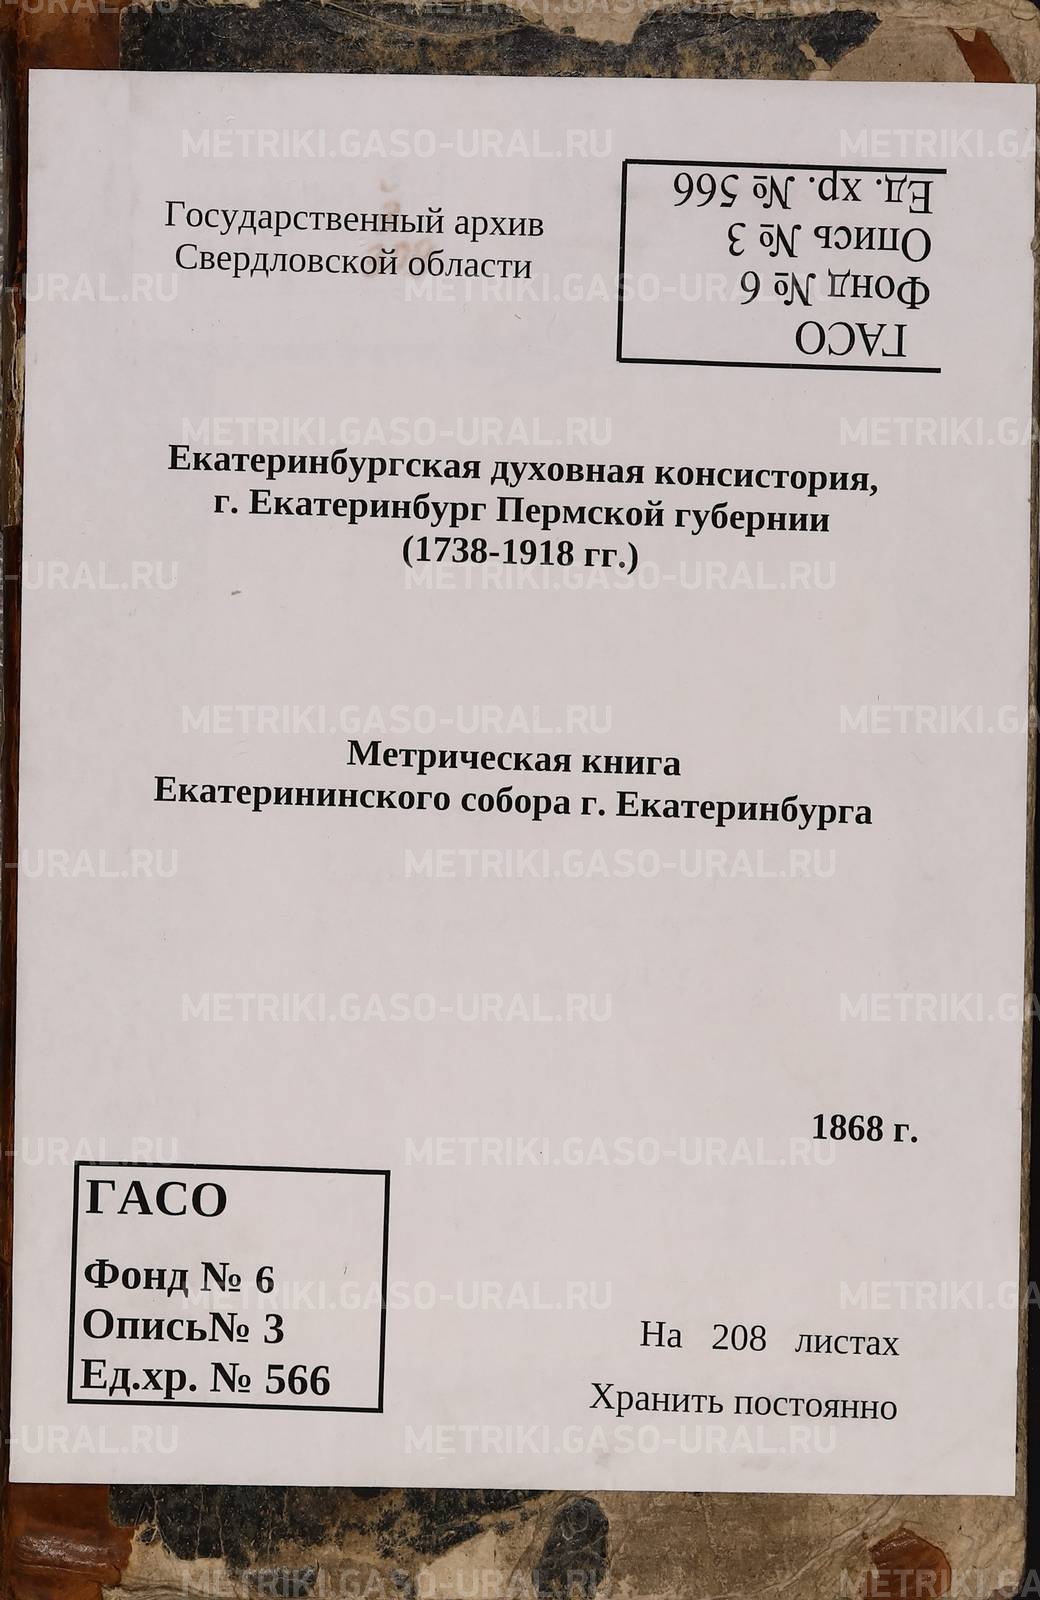 Государственный архив
Свердловской области
ГАСО
Фонд № 6
Опись № 3
Ед. хр. № 566
Екатеринбургская духовная консистория,
г. Екатеринбург Пермской губернии
(1738-1918 гг.)
Метрическая книга
Екатерининского собора г. Екатеринбурга
1868 г.
ГАСО
Фонд № 6
Опись№ 3
Ед.хр. № 566
На 208 листах
Хранить постоянно
METRIKI.GASO-URAL.RU